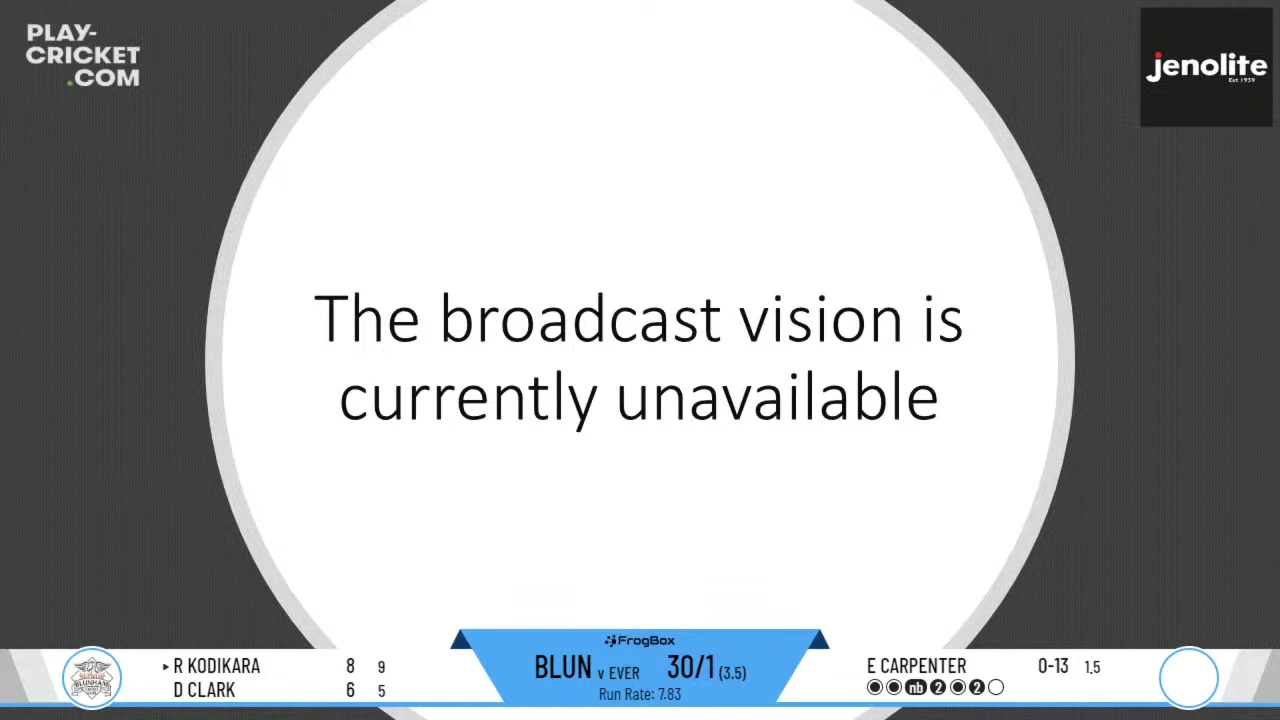 PLAY-
CRICKET
.COM
jenolite
Est 1939
The broadcast vision is
currently unavailable
FrogBox
R KODIKARA 8 9
D CLARK 6 5
BLUN v EVER 30/1 (3.5)
Run Rate: 7.83
E CARPENTER 0-13 1.5
nb 2 2
BLUNHAM